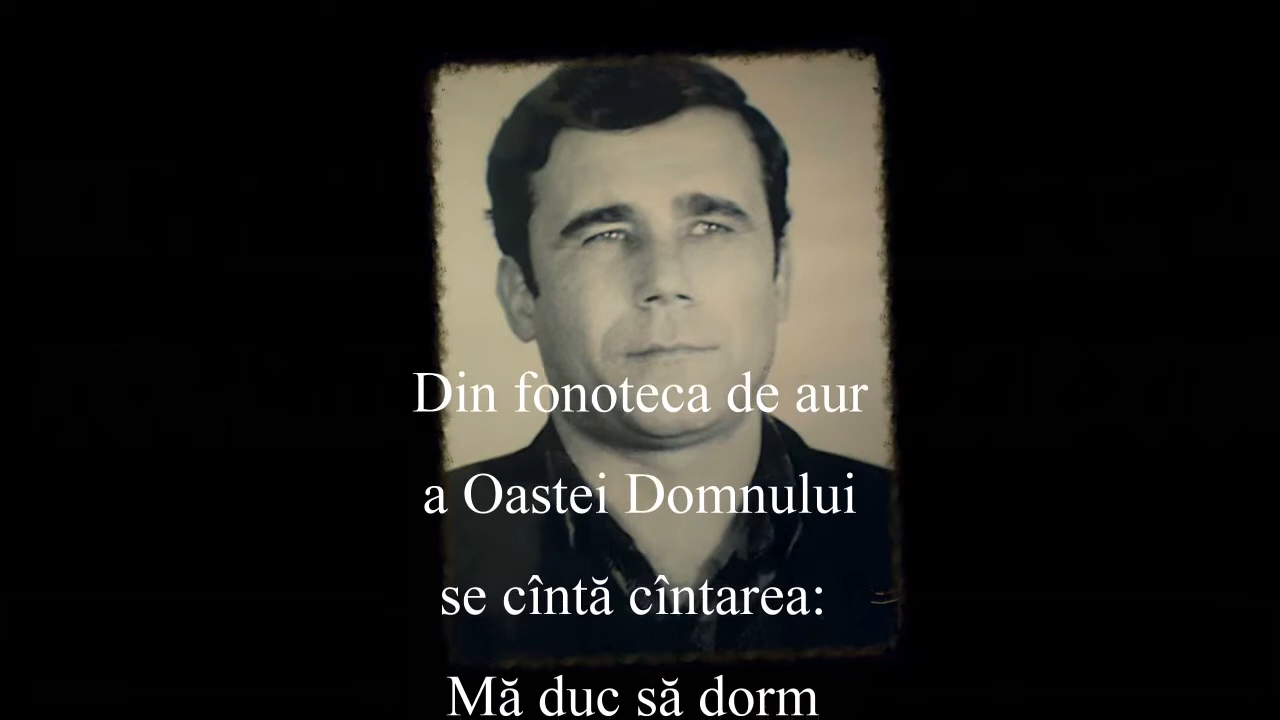 Din fonoteca de aur
a Oastei Domnului
se cîntă cîntarea:
Mă duc să dorm